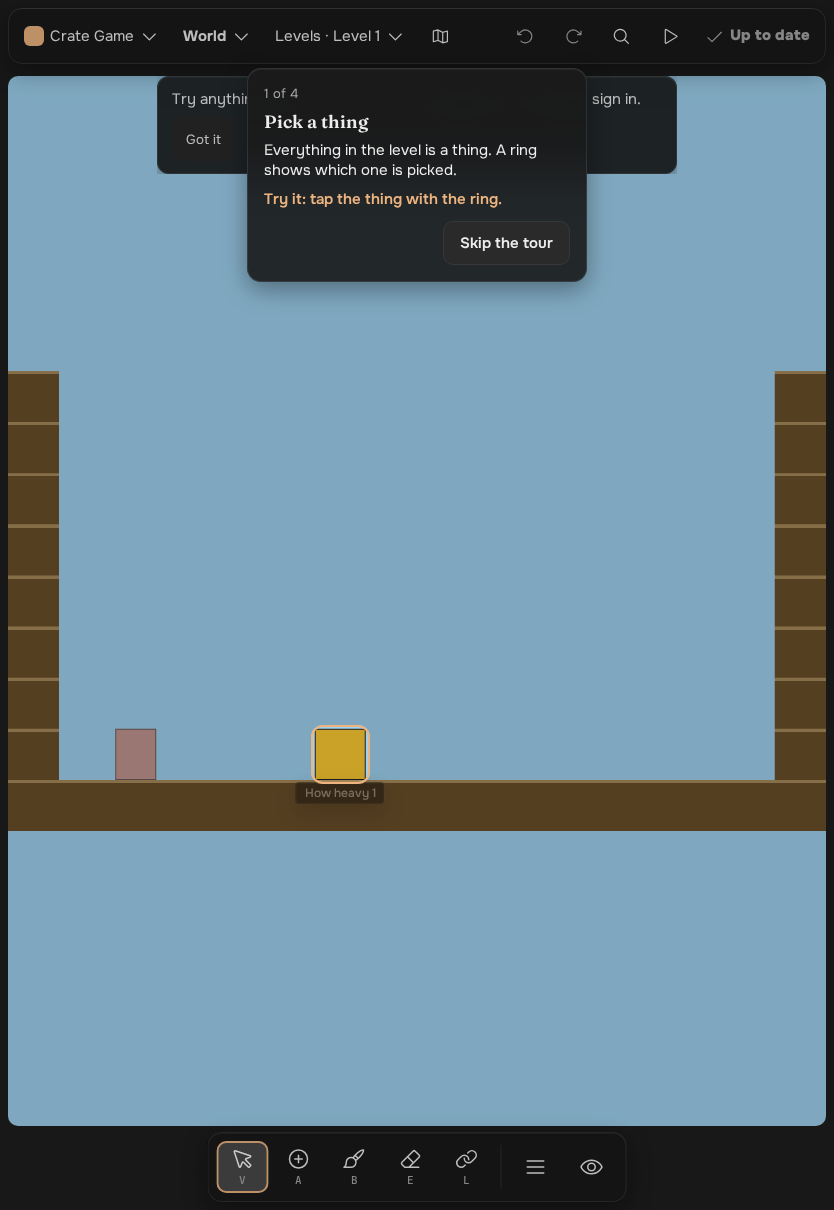 Crate Game World Levels · Level 1 Up to date
Try anything sign in.
Got it
1 of 4
Pick a thing
Everything in the level is a thing. A ring
shows which one is picked.
Try it: tap the thing with the ring.
Skip the tour
How heavy 1
V A B E L